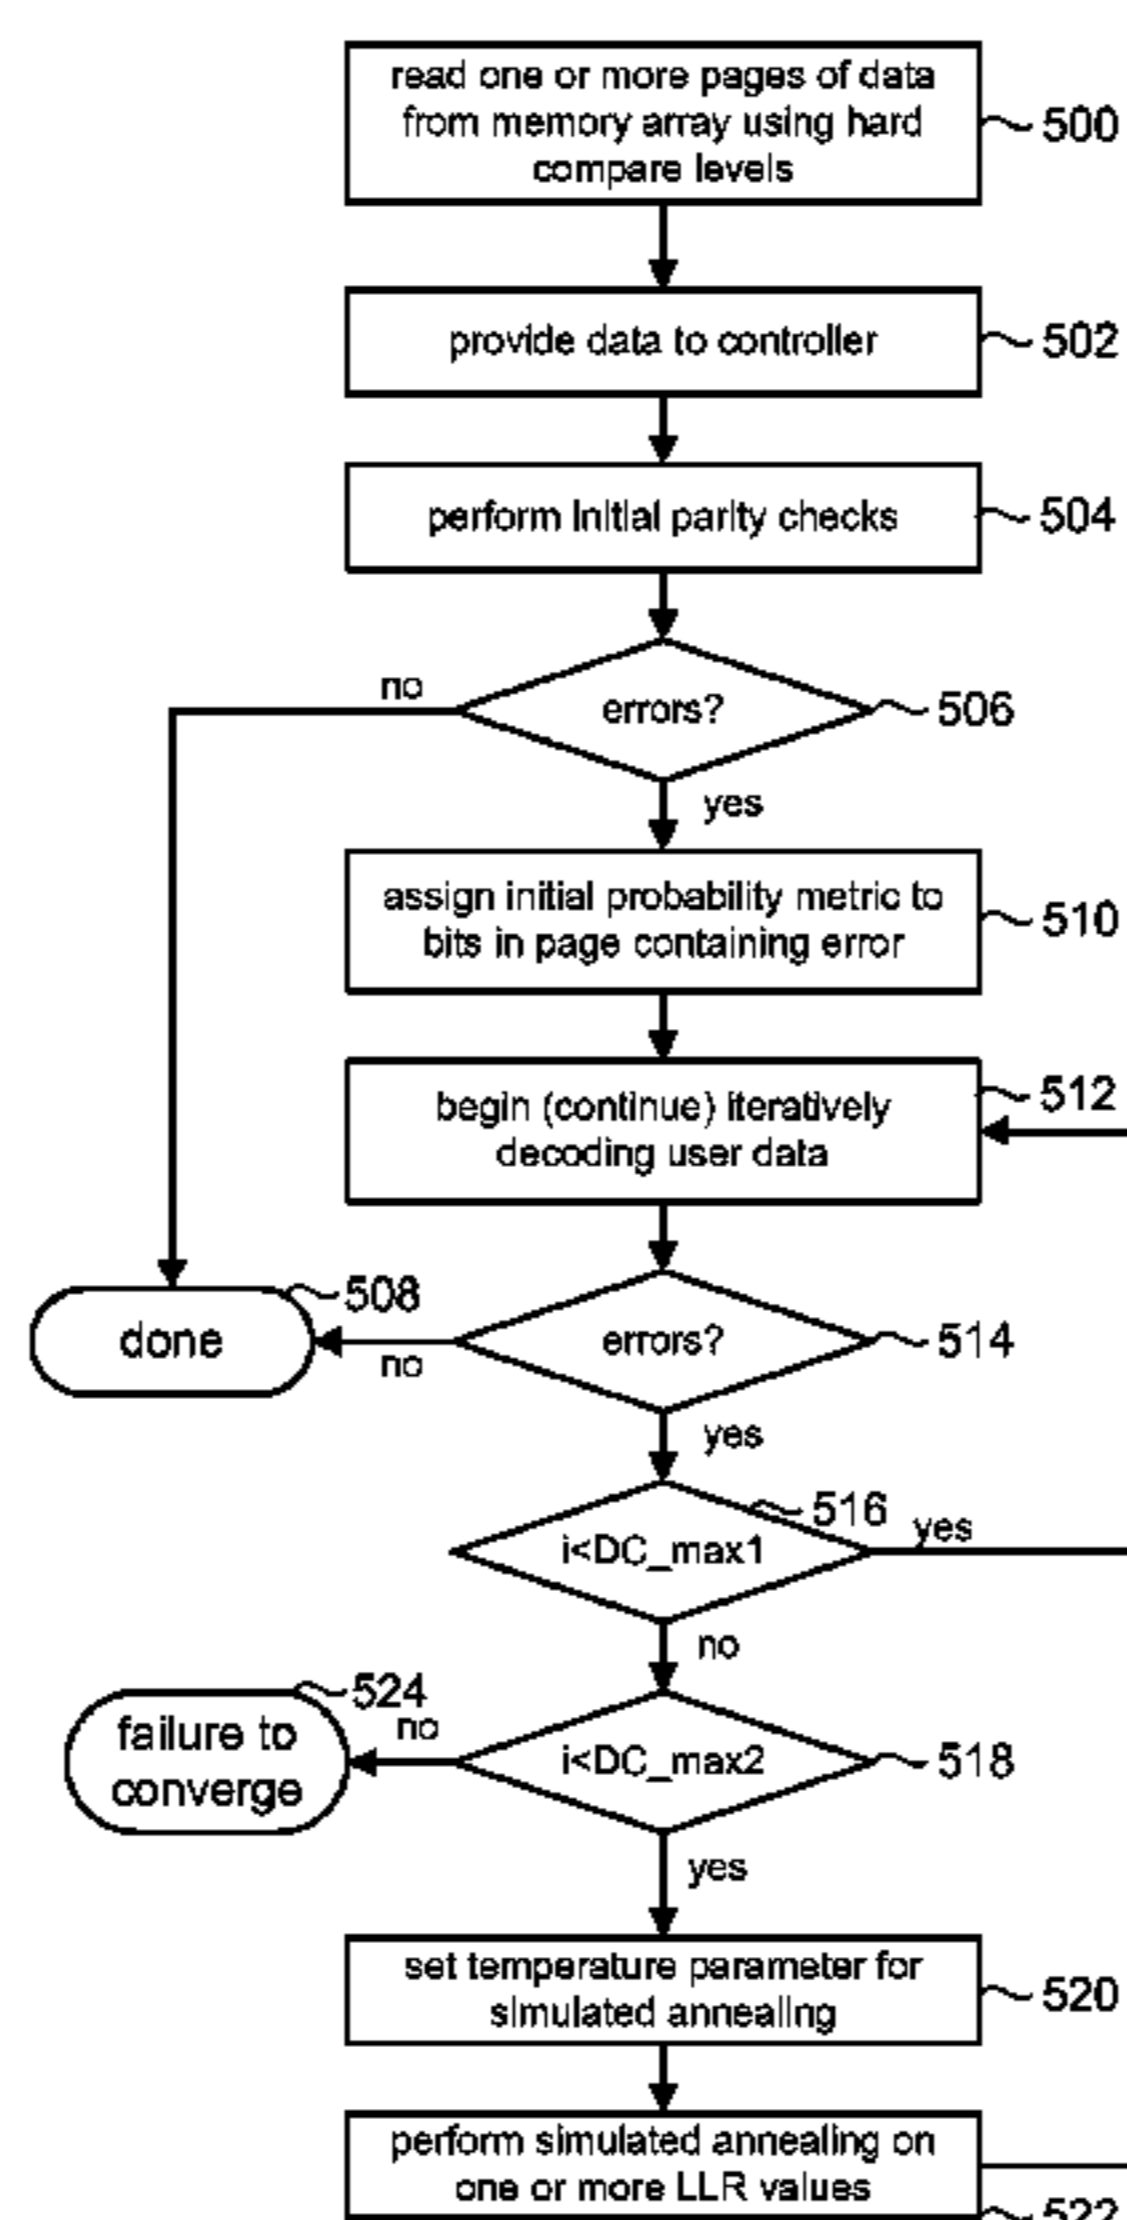 read one or more pages of data
from memory array using hard
compare levels
500
provide data to controller
502
perform initial parity checks
504
no
errors?
506
yes
assign initial probability metric to
bits in page containing error
510
begin (continue) iteratively
decoding user data
512
508
done
no
errors?
514
yes
516
i<DC_max1
yes
no
524
failure to
converge
no
i<DC_max2
518
yes
set temperature parameter for
simulated annealing
520
perform simulated annealing on
one or more LLR values
522